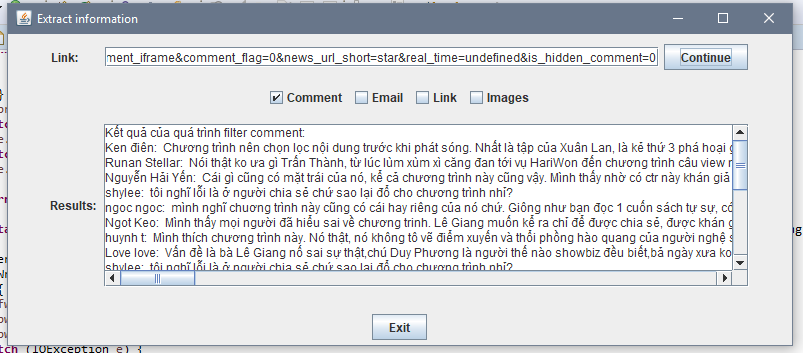 Extract information
Link:
ment_iframe&comment_flag=0&news_url_short=star&real_time=undefined&is_hidden_comment=0
Continue
Comment Email Link Images
Results:
Kết quả của quá trình filter comment:
Ken điên: Chương trình nên chọn lọc nội dung trước khi phát sóng. Nhất là tập của Xuân Lan, là kẻ thứ 3 phá hoại g
Runan Stellar: Nói thật ko ưa gì Trấn Thành, từ lúc lùm xùm xì căng đan tới vụ HariWon đến chương trình câu view r
Nguyễn Hải Yến: Cái gì cũng có mặt trái của nó, kể cả chương trình này cũng vậy. Mình thấy nhờ có ctr này khán giả
shylee: tôi nghĩ lỗi là ở người chia sẻ chứ sao lại đổ cho chương trình nhỉ?
ngoc ngoc: mình nghĩ chuơng trình này cũng có cái hay riêng của nó chứ. Giông như bạn đọc 1 cuốn sách tự sự, có
Ngot Keo: Mình thấy mọi người đã hiểu sai về chương trinh. Lê Giang muốn kể ra chỉ để được chia sẻ, được khán g
huynh t: Mình thích chương trình này. Nó thật, nó không tô vẽ điểm xuyến và thổi phồng hào quang của người nghệ s
Love love: Vấn đề là bà Lê Giang nổ sai sự thật,chú Duy Phương là người thế nào showbiz đều biết,bả ngày xưa ko
shylee: tôi nghĩ lỗi là ở người chia sẻ chứ sao lại đổ cho chương trình nhỉ?
Exit
tch (IOException e) {